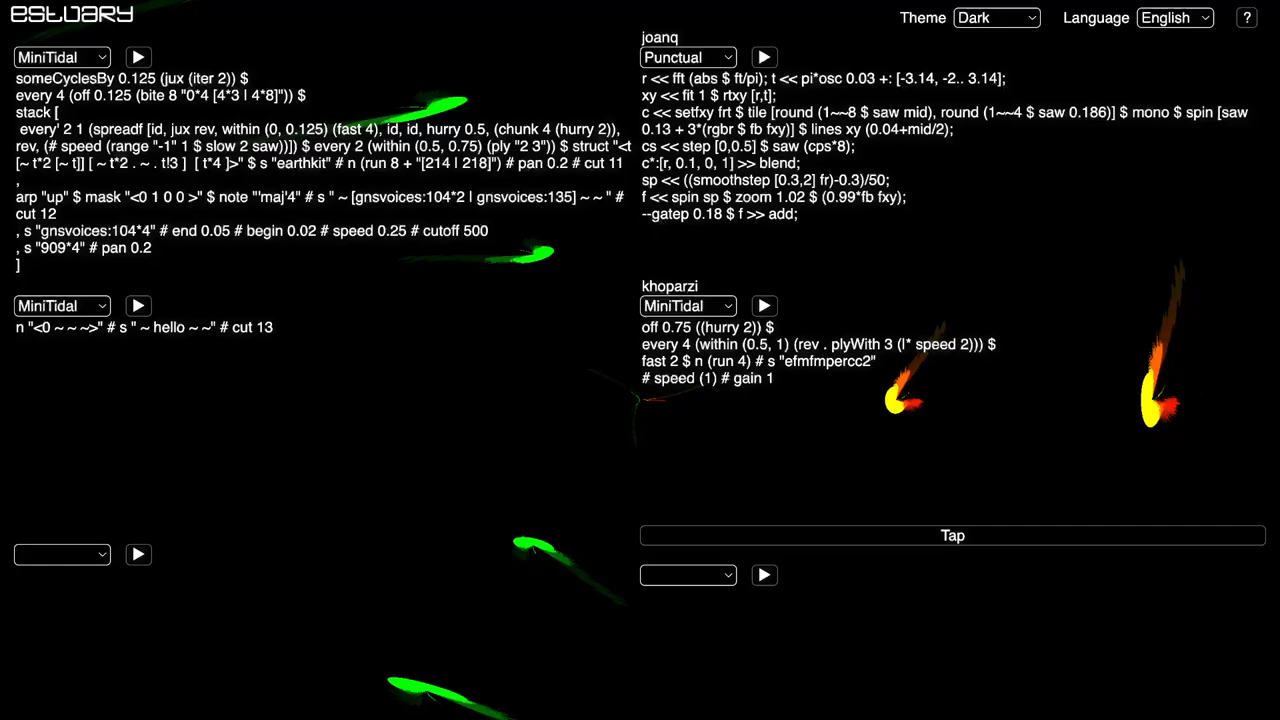 estuary
Theme Dark Language English ?
MiniTidal
someCyclesBy 0.125 (jux (iter 2)) $
every 4 (off 0.125 (bite 8 "0*4 [4*3 | 4*8]")) $
stack [
every' 2 1 (spreadf [id, jux rev, within (0, 0.125) (fast 4), id, id, hurry 0.5, (chunk 4 (hurry 2)),
rev, (# speed (range "-1" 1 $ slow 2 saw))]) $ every 2 (within (0.5, 0.75) (ply "2 3")) $ struct "<t
[~ t*2 [~ t]] [ ~ t*2 . ~ . t!3 ]  [ t*4 ]>" $ s "earthkit" # n (run 8 + "[214 | 218]") # pan 0.2 # cut 11
,
arp "up" $ mask "<0 1 0 0 >" $ note "'maj'4" # s " ~ [gnsvoices:104*2 | gnsvoices:135] ~ ~ " #
cut 12
, s "gnsvoices:104*4" # end 0.05 # begin 0.02 # speed 0.25 # cutoff 500
, s "909*4" # pan 0.2
]
MiniTidal
n "<0 ~ ~ ~>" # s " ~ hello ~ ~" # cut 13
joanq
Punctual
r << fft (abs $ ft/pi); t << pi*osc 0.03 +: [-3.14, -2.. 3.14];
xy << fit 1 $ rtxy [r,t];
c << setfxy frt $ tile [round (1~~8 $ saw mid), round (1~~4 $ saw 0.186)] $ mono $ spin [saw
0.13 + 3*(rgbr $ fb fxy)] $ lines xy (0.04+mid/2);
cs << step [0,0.5] $ saw (cps*8);
c*:[r, 0.1, 0, 1] >> blend;
sp << ((smoothstep [0.3,2] fr)-0.3)/50;
f << spin sp $ zoom 1.02 $ (0.99*fb fxy);
--gatep 0.18 $ f >> add;
khoparzi
MiniTidal
off 0.75 ((hurry 2)) $
every 4 (within (0.5, 1) (rev . plyWith 3 (|* speed 2))) $
fast 2 $ n (run 4) # s "efmfmpercc2"
# speed (1) # gain 1
Tap